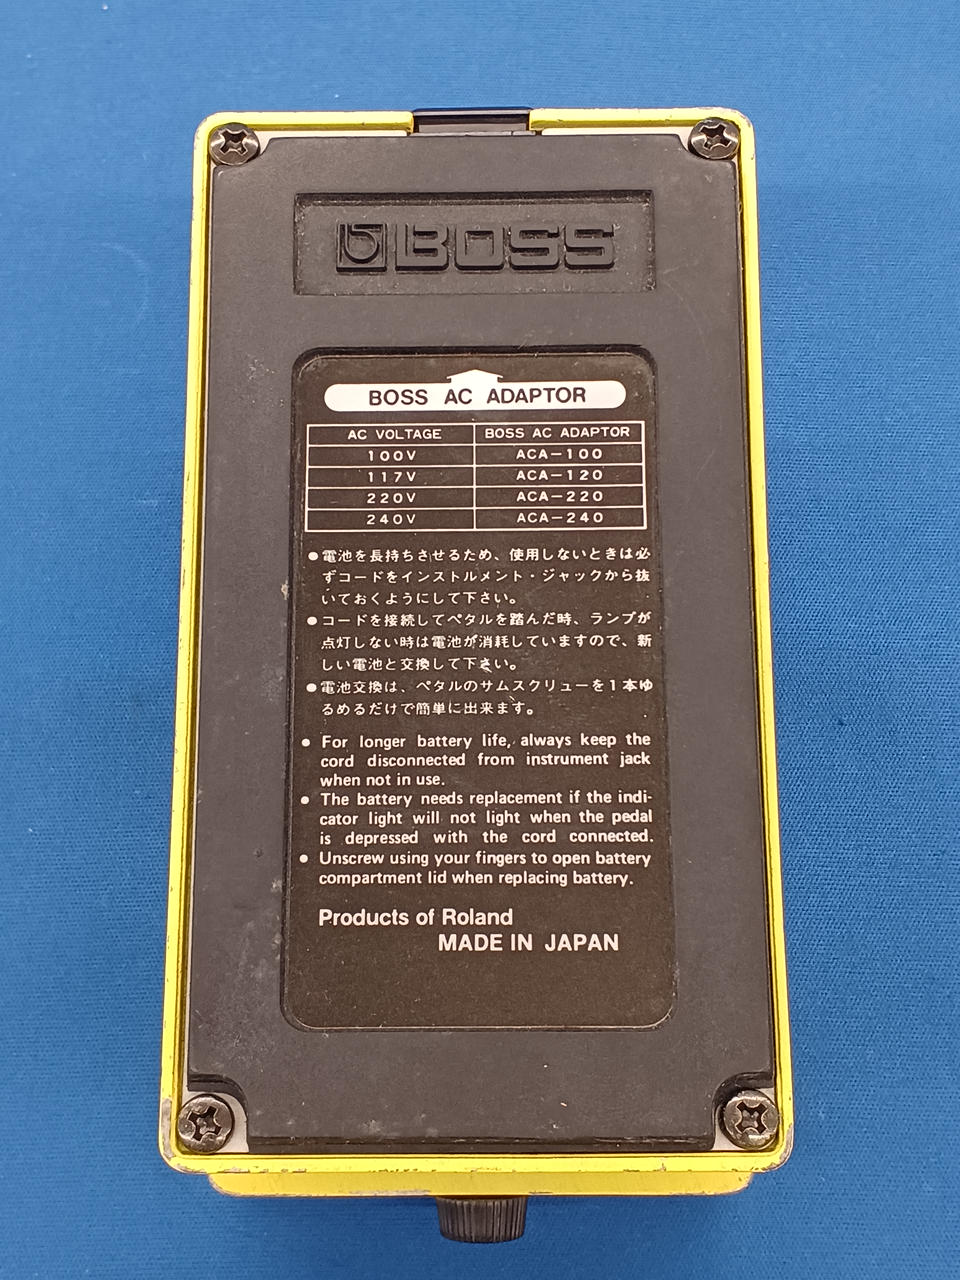 BOSS
BOSS AC ADAPTOR
AC VOLTAGE BOSS AC ADAPTOR
100V ACA-100
117V ACA-120
220V ACA-220
240V ACA-240
●電池を長持ちさせるため、使用しないときは必
ずコードをインストルメント・ジャックから抜
いておくようにして下さい。
●コードを接続してペタルを踏んだ時、ランプが
点灯しない時は電池が消耗していますので、新
しい電池と交換して下さい。
●電池交換は、ペタルのサムスクリューを1本ゆ
るめるだけで簡単に出来ます。
● For longer battery life, always keep the
cord disconnected from instrument jack
when not in use.
● The battery needs replacement if the indi-
cator light will not light when the pedal
is depressed with the cord connected.
● Unscrew using your fingers to open battery
compartment lid when replacing battery.
Products of Roland
MADE IN JAPAN